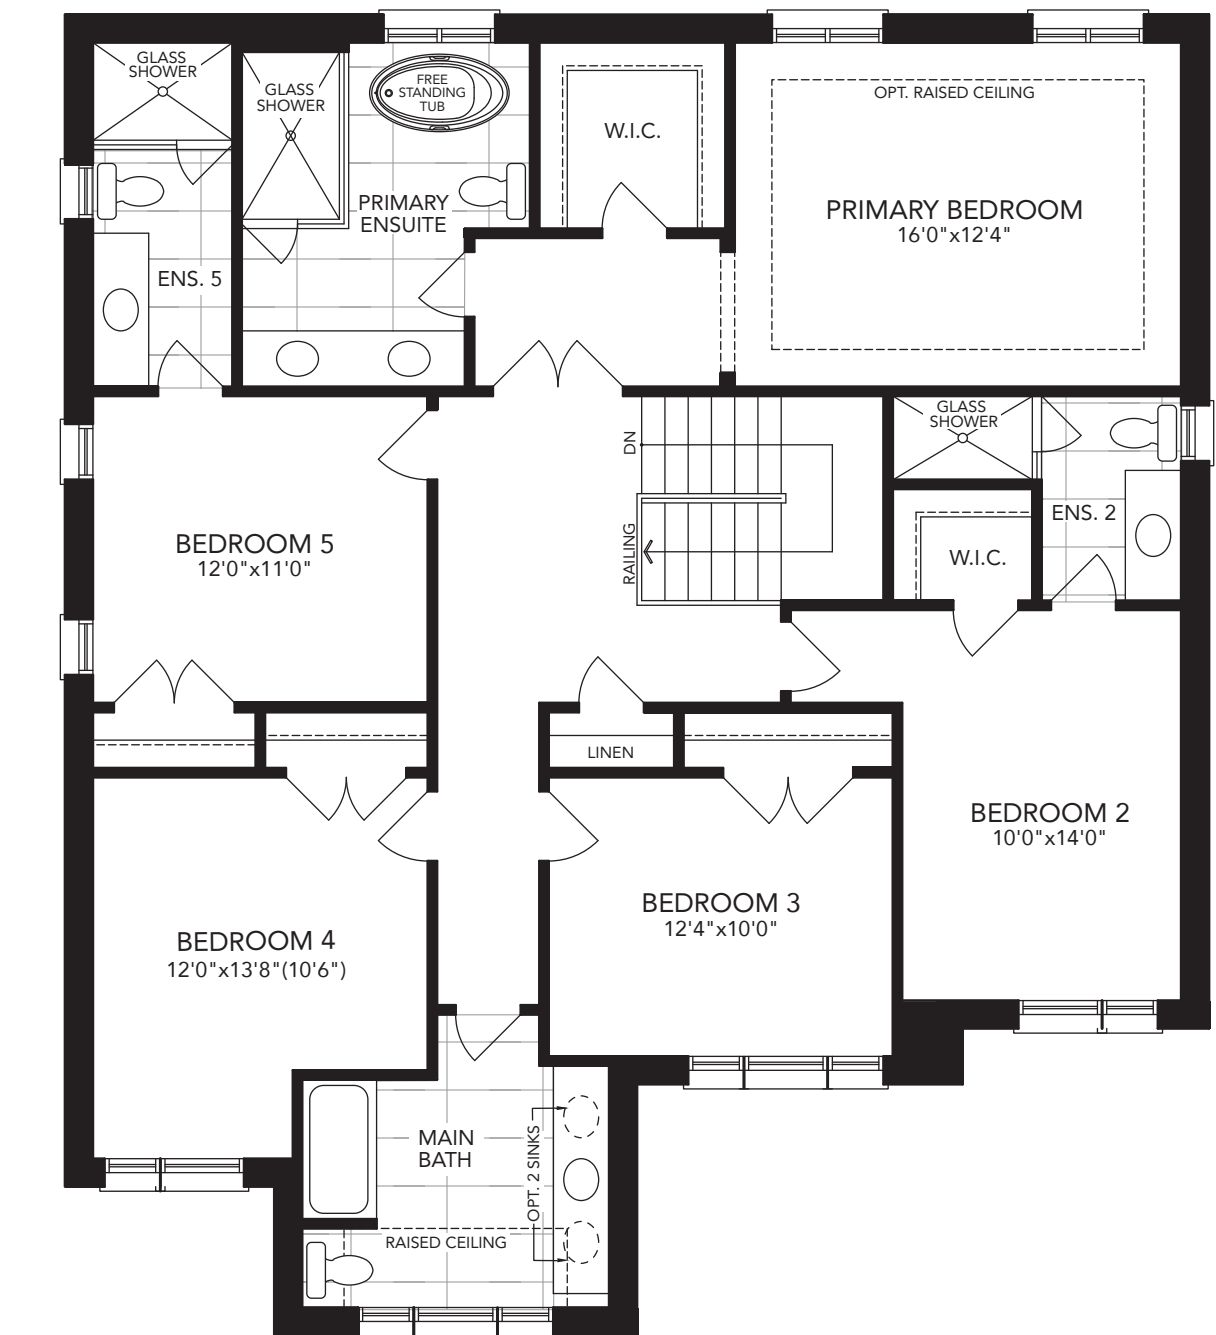 GLASS
SHOWER
GLASS
SHOWER
FREE
STANDING
TUB
W.I.C.
OPT. RAISED CEILING
PRIMARY
ENSUITE
PRIMARY BEDROOM
16'0"x12'4"
ENS. 5
GLASS
SHOWER
DN
RAILING
ENS. 2
W.I.C.
BEDROOM 5
12'0"x11'0"
LINEN
BEDROOM 2
10'0"x14'0"
BEDROOM 3
12'4"x10'0"
BEDROOM 4
12'0"x13'8"(10'6")
MAIN
BATH
OPT. 2 SINKS
RAISED CEILING